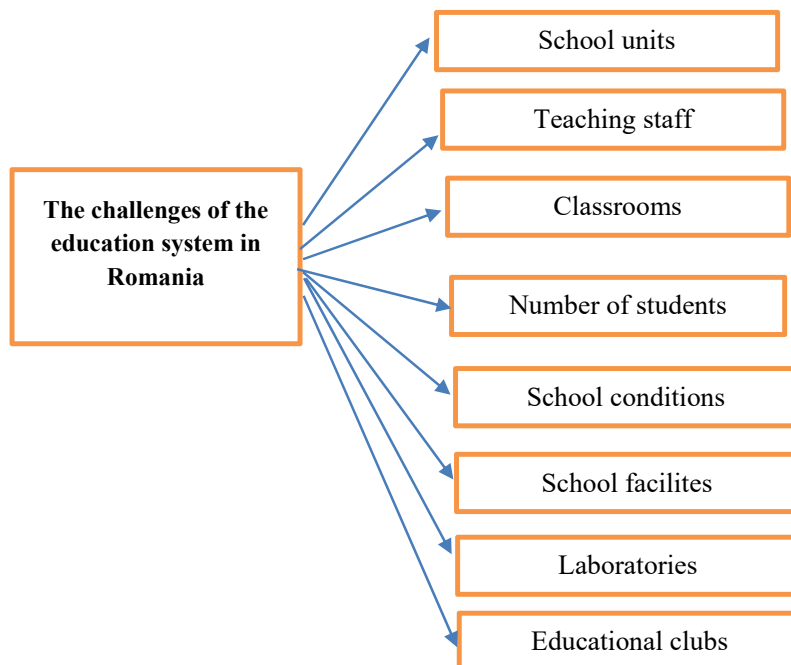 School units
Teaching staff
The challenges of the
education system in
Romania
Classrooms
Number of students
School conditions
School facilites
Laboratories
Educational clubs